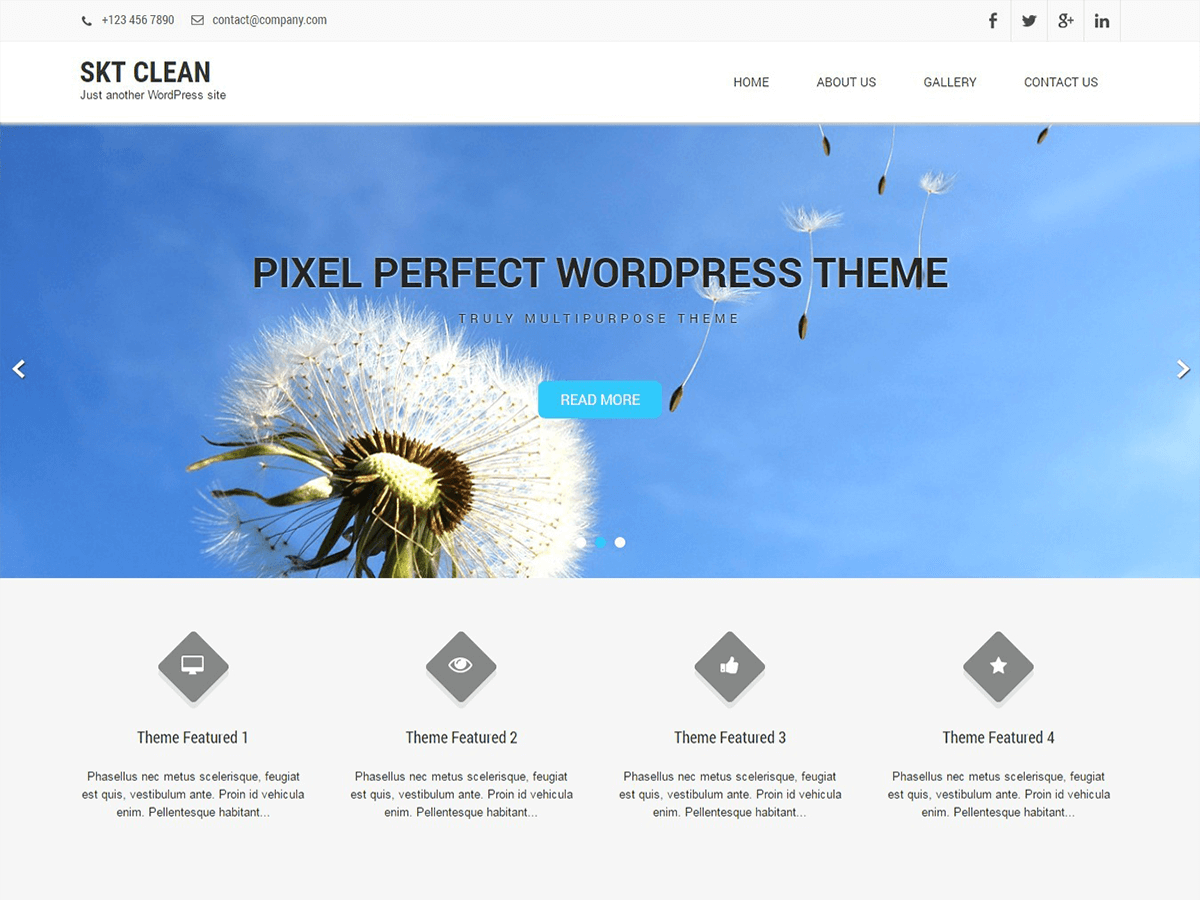 +123 456 7890 contact@company.com
SKT CLEAN
Just another WordPress site
HOME ABOUT US GALLERY CONTACT US
PIXEL PERFECT WORDPRESS THEME
TRULY MULTIPURPOSE THEME
READ MORE
Theme Featured 1
Phasellus nec metus scelerisque, feugiat
est quis, vestibulum ante. Proin id vehicula
enim. Pellentesque habitant...
Theme Featured 2
Phasellus nec metus scelerisque, feugiat
est quis, vestibulum ante. Proin id vehicula
enim. Pellentesque habitant...
Theme Featured 3
Phasellus nec metus scelerisque, feugiat
est quis, vestibulum ante. Proin id vehicula
enim. Pellentesque habitant...
Theme Featured 4
Phasellus nec metus scelerisque, feugiat
est quis, vestibulum ante. Proin id vehicula
enim. Pellentesque habitant...